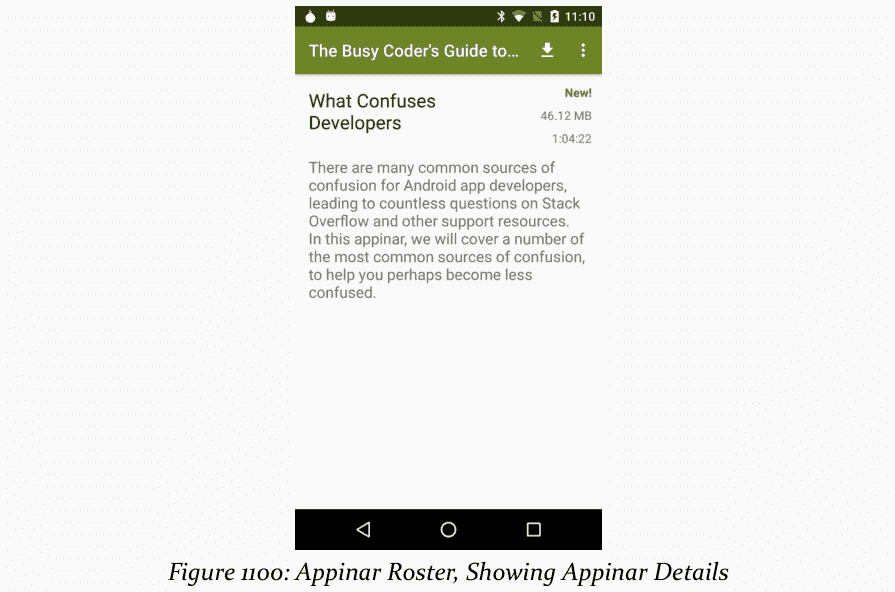 11:10
The Busy Coder's Guide to...
What Confuses
Developers
New!
46.12 MB
1:04:22
There are many common sources of
confusion for Android app developers,
leading to countless questions on Stack
Overflow and other support resources.
In this appinar, we will cover a number of
the most common sources of confusion,
to help you perhaps become less
confused.
Figure 1100: Appinar Roster, Showing Appinar Details